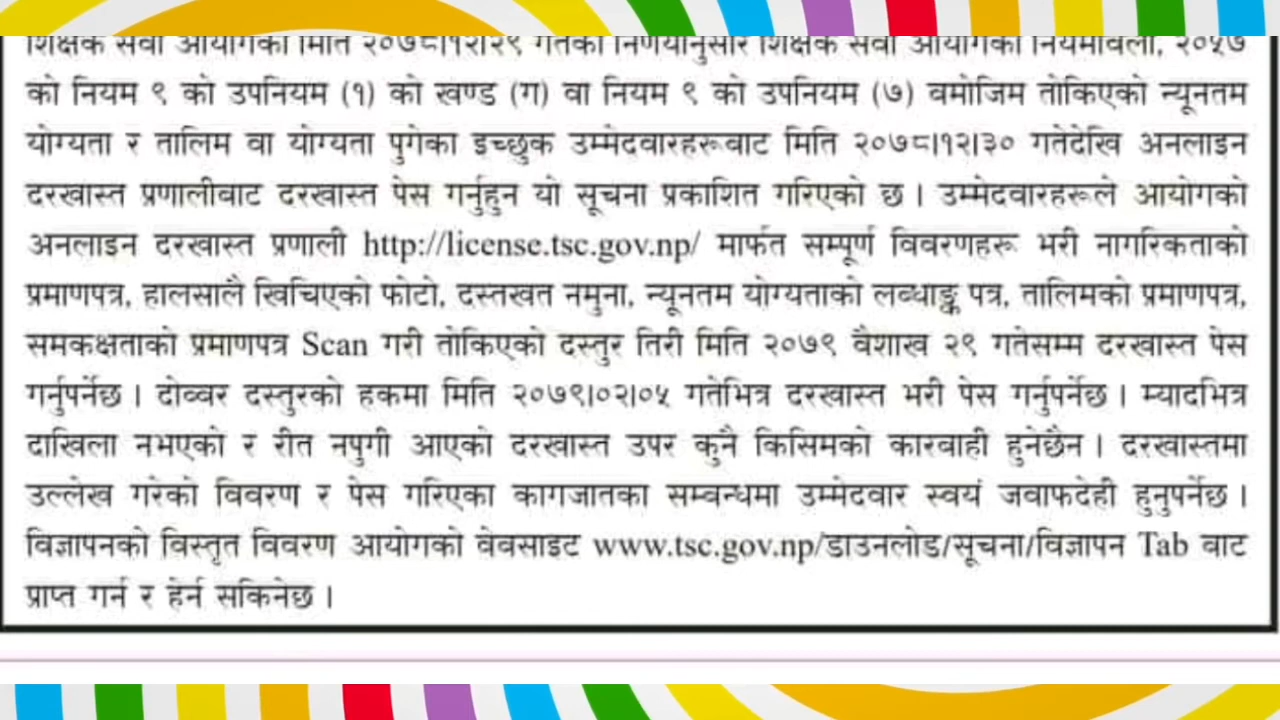 शिक्षक सेवा आयोगको मिति २०७८।१२।२९ गतेको निर्णयानुसार शिक्षक सेवा आयोगको नियमावली, २०५७
को नियम ९ को उपनियम (१) को खण्ड (ग) वा नियम ९ को उपनियम (७) बमोजिम तोकिएको न्यूनतम
योग्यता र तालिम वा योग्यता पुगेका इच्छुक उम्मेदवारहरूबाट मिति २०७८।१२।३० गतेदेखि अनलाइन
दरखास्त प्रणालीबाट दरखास्त पेस गर्नुहुन यो सूचना प्रकाशित गरिएको छ । उम्मेदवारहरूले आयोगको
अनलाइन दरखास्त प्रणाली http://license.tsc.gov.np/ मार्फत सम्पूर्ण विवरणहरू भरी नागरिकताको
प्रमाणपत्र, हालसालै खिचिएको फोटो, दस्तखत नमुना, न्यूनतम योग्यताको लब्धाङ्क पत्र, तालिमको प्रमाणपत्र,
समकक्षताको प्रमाणपत्र Scan गरी तोकिएको दस्तुर तिरी मिति २०७९ वैशाख २९ गतेसम्म दरखास्त पेस
गर्नुपर्नेछ । दोब्बर दस्तुरको हकमा मिति २०७९।०२।०५ गतेभित्र दरखास्त भरी पेस गर्नुपर्नेछ । म्यादभित्र
दाखिला नभएको र रीत नपुगी आएको दरखास्त उपर कुनै किसिमको कारबाही हुनेछैन । दरखास्तमा
उल्लेख गरेको विवरण र पेस गरिएका कागजातका सम्बन्धमा उम्मेदवार स्वयं जवाफदेही हुनुपर्नेछ ।
विज्ञापनको विस्तृत विवरण आयोगको वेवसाइट www.tsc.gov.np/डाउनलोड/सूचना/विज्ञापन Tab बाट
प्राप्त गर्न र हेर्न सकिनेछ ।